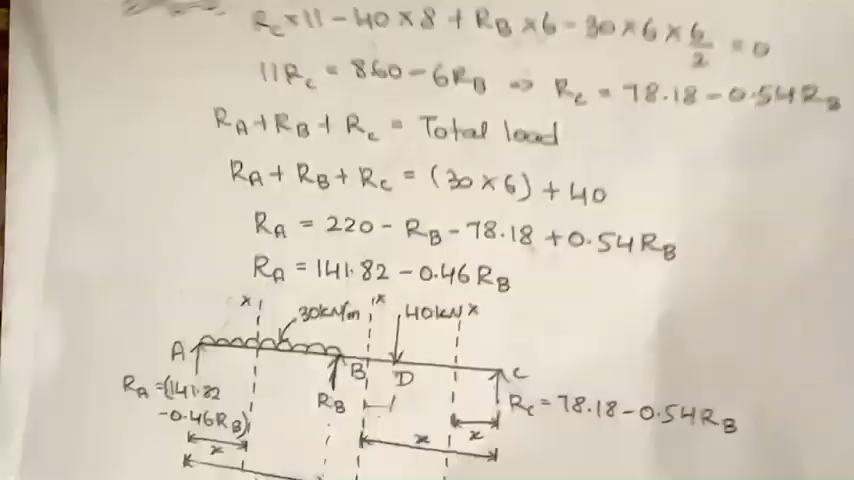 Rc×11 - 40×8 + RB×6 - 30×6×6/2 = 0
11Rc = 860 - 6RB ⇒ Rc = 78.18 - 0.54RB
RA + RB + Rc = Total load
RA + RB + Rc = (30×6) + 40
RA = 220 - RB - 78.18 + 0.54RB
RA = 141.82 - 0.46RB
x x
30kN/m 40kN x
A B D C
RA = (141.82
-0.46RB)
RB
Rc = 78.18 - 0.54RB
x x x